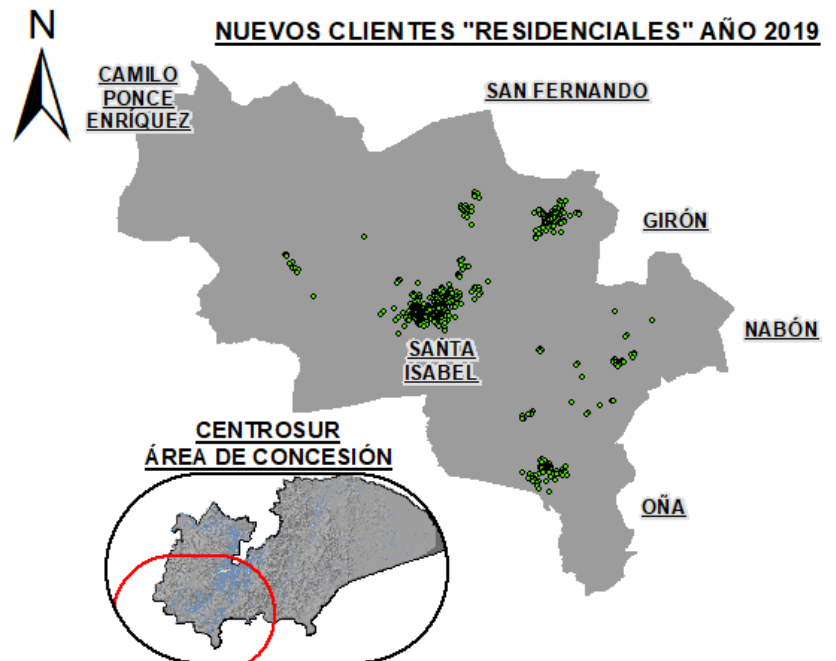 N
NUEVOS CLIENTES "RESIDENCIALES" AÑO 2019
CAMILO
PONCE
ENRÍQUEZ
SAN FERNANDO
GIRÓN
NABÓN
SANTA
ISABEL
OÑA
CENTROSUR
ÁREA DE CONCESIÓN